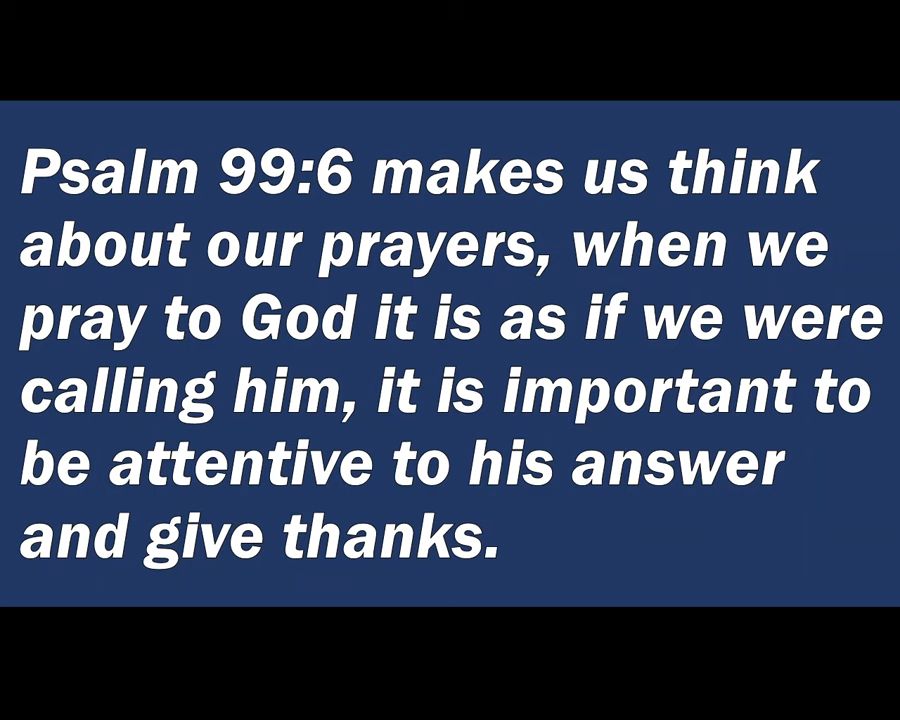 Psalm 99:6 makes us think
about our prayers, when we
pray to God it is as if we were
calling him, it is important to
be attentive to his answer
and give thanks.